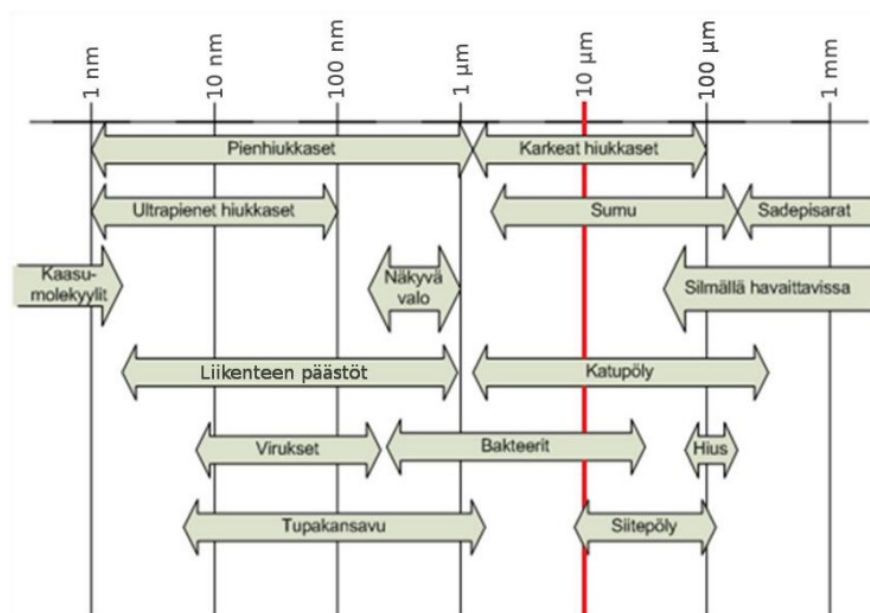 1 nm
10 nm
100 nm
1 µm
10 µm
100 µm
1 mm
Pienhiukkaset
Karkeat hiukkaset
Ultrapienet hiukkaset
Sumu
Sadepisarat
Kaasu-
molekyylit
Näkyvä
valo
Silmällä havaittavissa
Liikenteen päästöt
Katupöly
Virukset
Bakteerit
Hius
Tupakansavu
Siitepöly